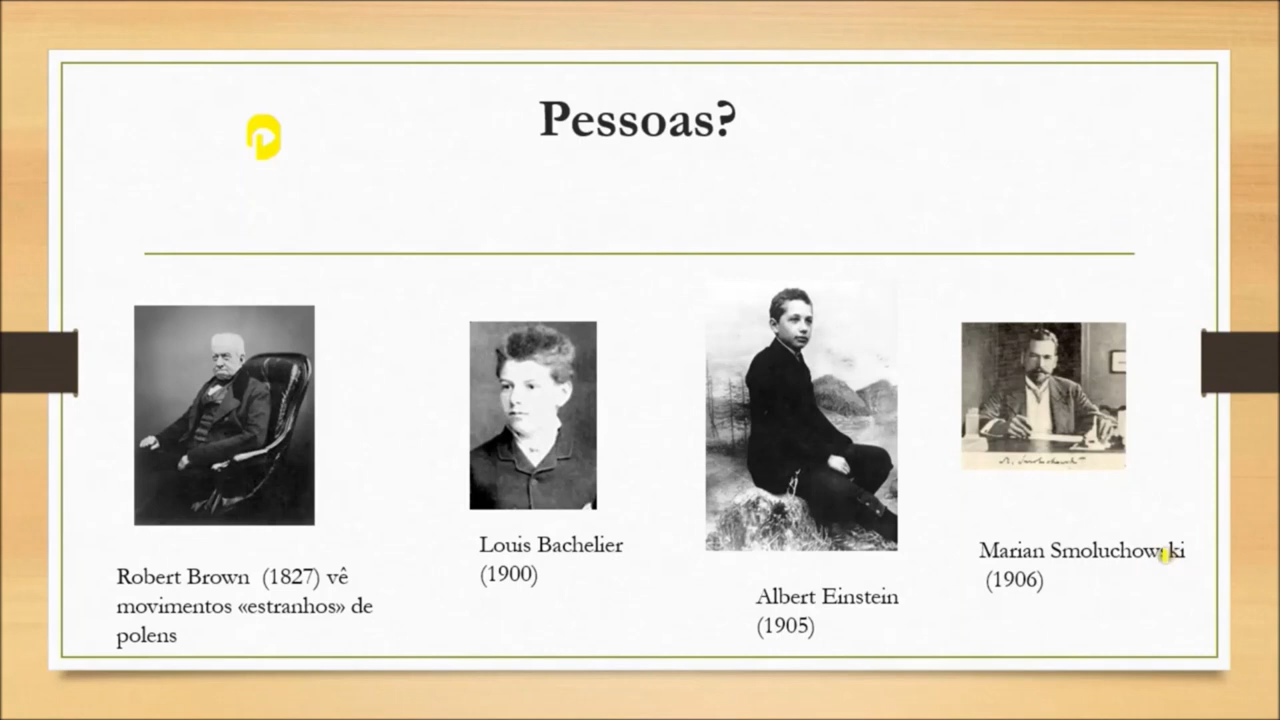 Pessoas?
Robert Brown (1827) vê
movimentos «estranhos» de
polens
Louis Bachelier
(1900)
Albert Einstein
(1905)
Marian Smoluchowski
(1906)